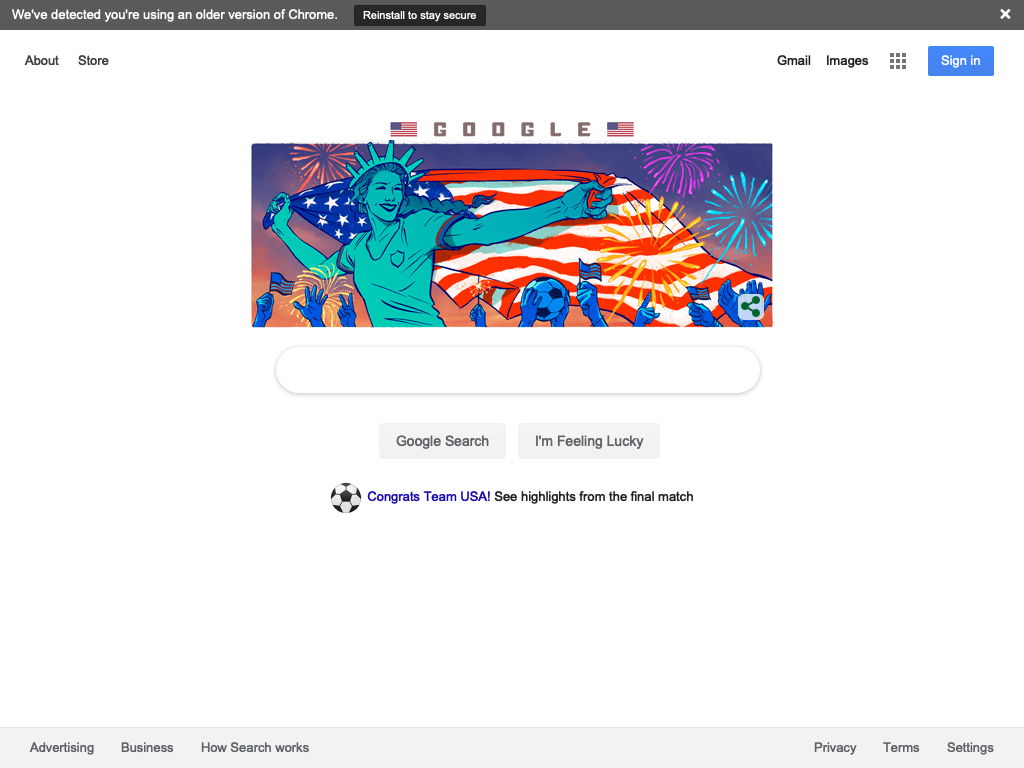 We've detected you're using an older version of Chrome. Reinstall to stay secure
About Store Gmail Images Sign in
GOOGLE
Google Search I'm Feeling Lucky
Congrats Team USA! See highlights from the final match
Advertising Business How Search works Privacy Terms Settings